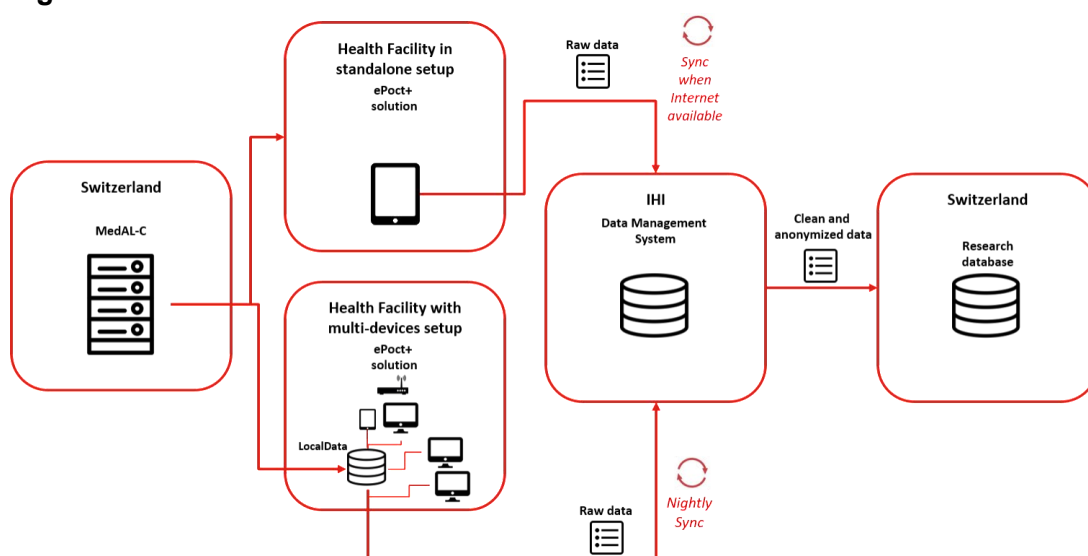 Health Facility in
standalone setup
ePoct+
solution
Raw data
Sync
when
Internet
available
Switzerland
MedAL-C
IHI
Data Management
System
Clean and
anonymized data
Switzerland
Research
database
Health Facility with
multi-devices setup
ePoct+
solution
LocalData
Raw data
Nightly
Sync